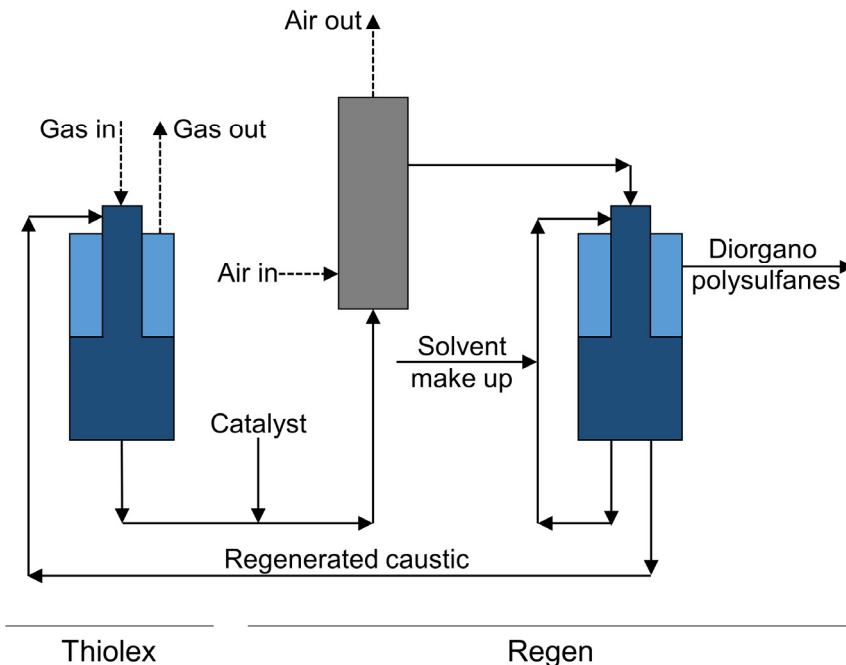 Air out
Gas in
Gas out
Air in
Diorgano
polysulfanes
Solvent
make up
Catalyst
Regenerated caustic
Thiolex
Regen